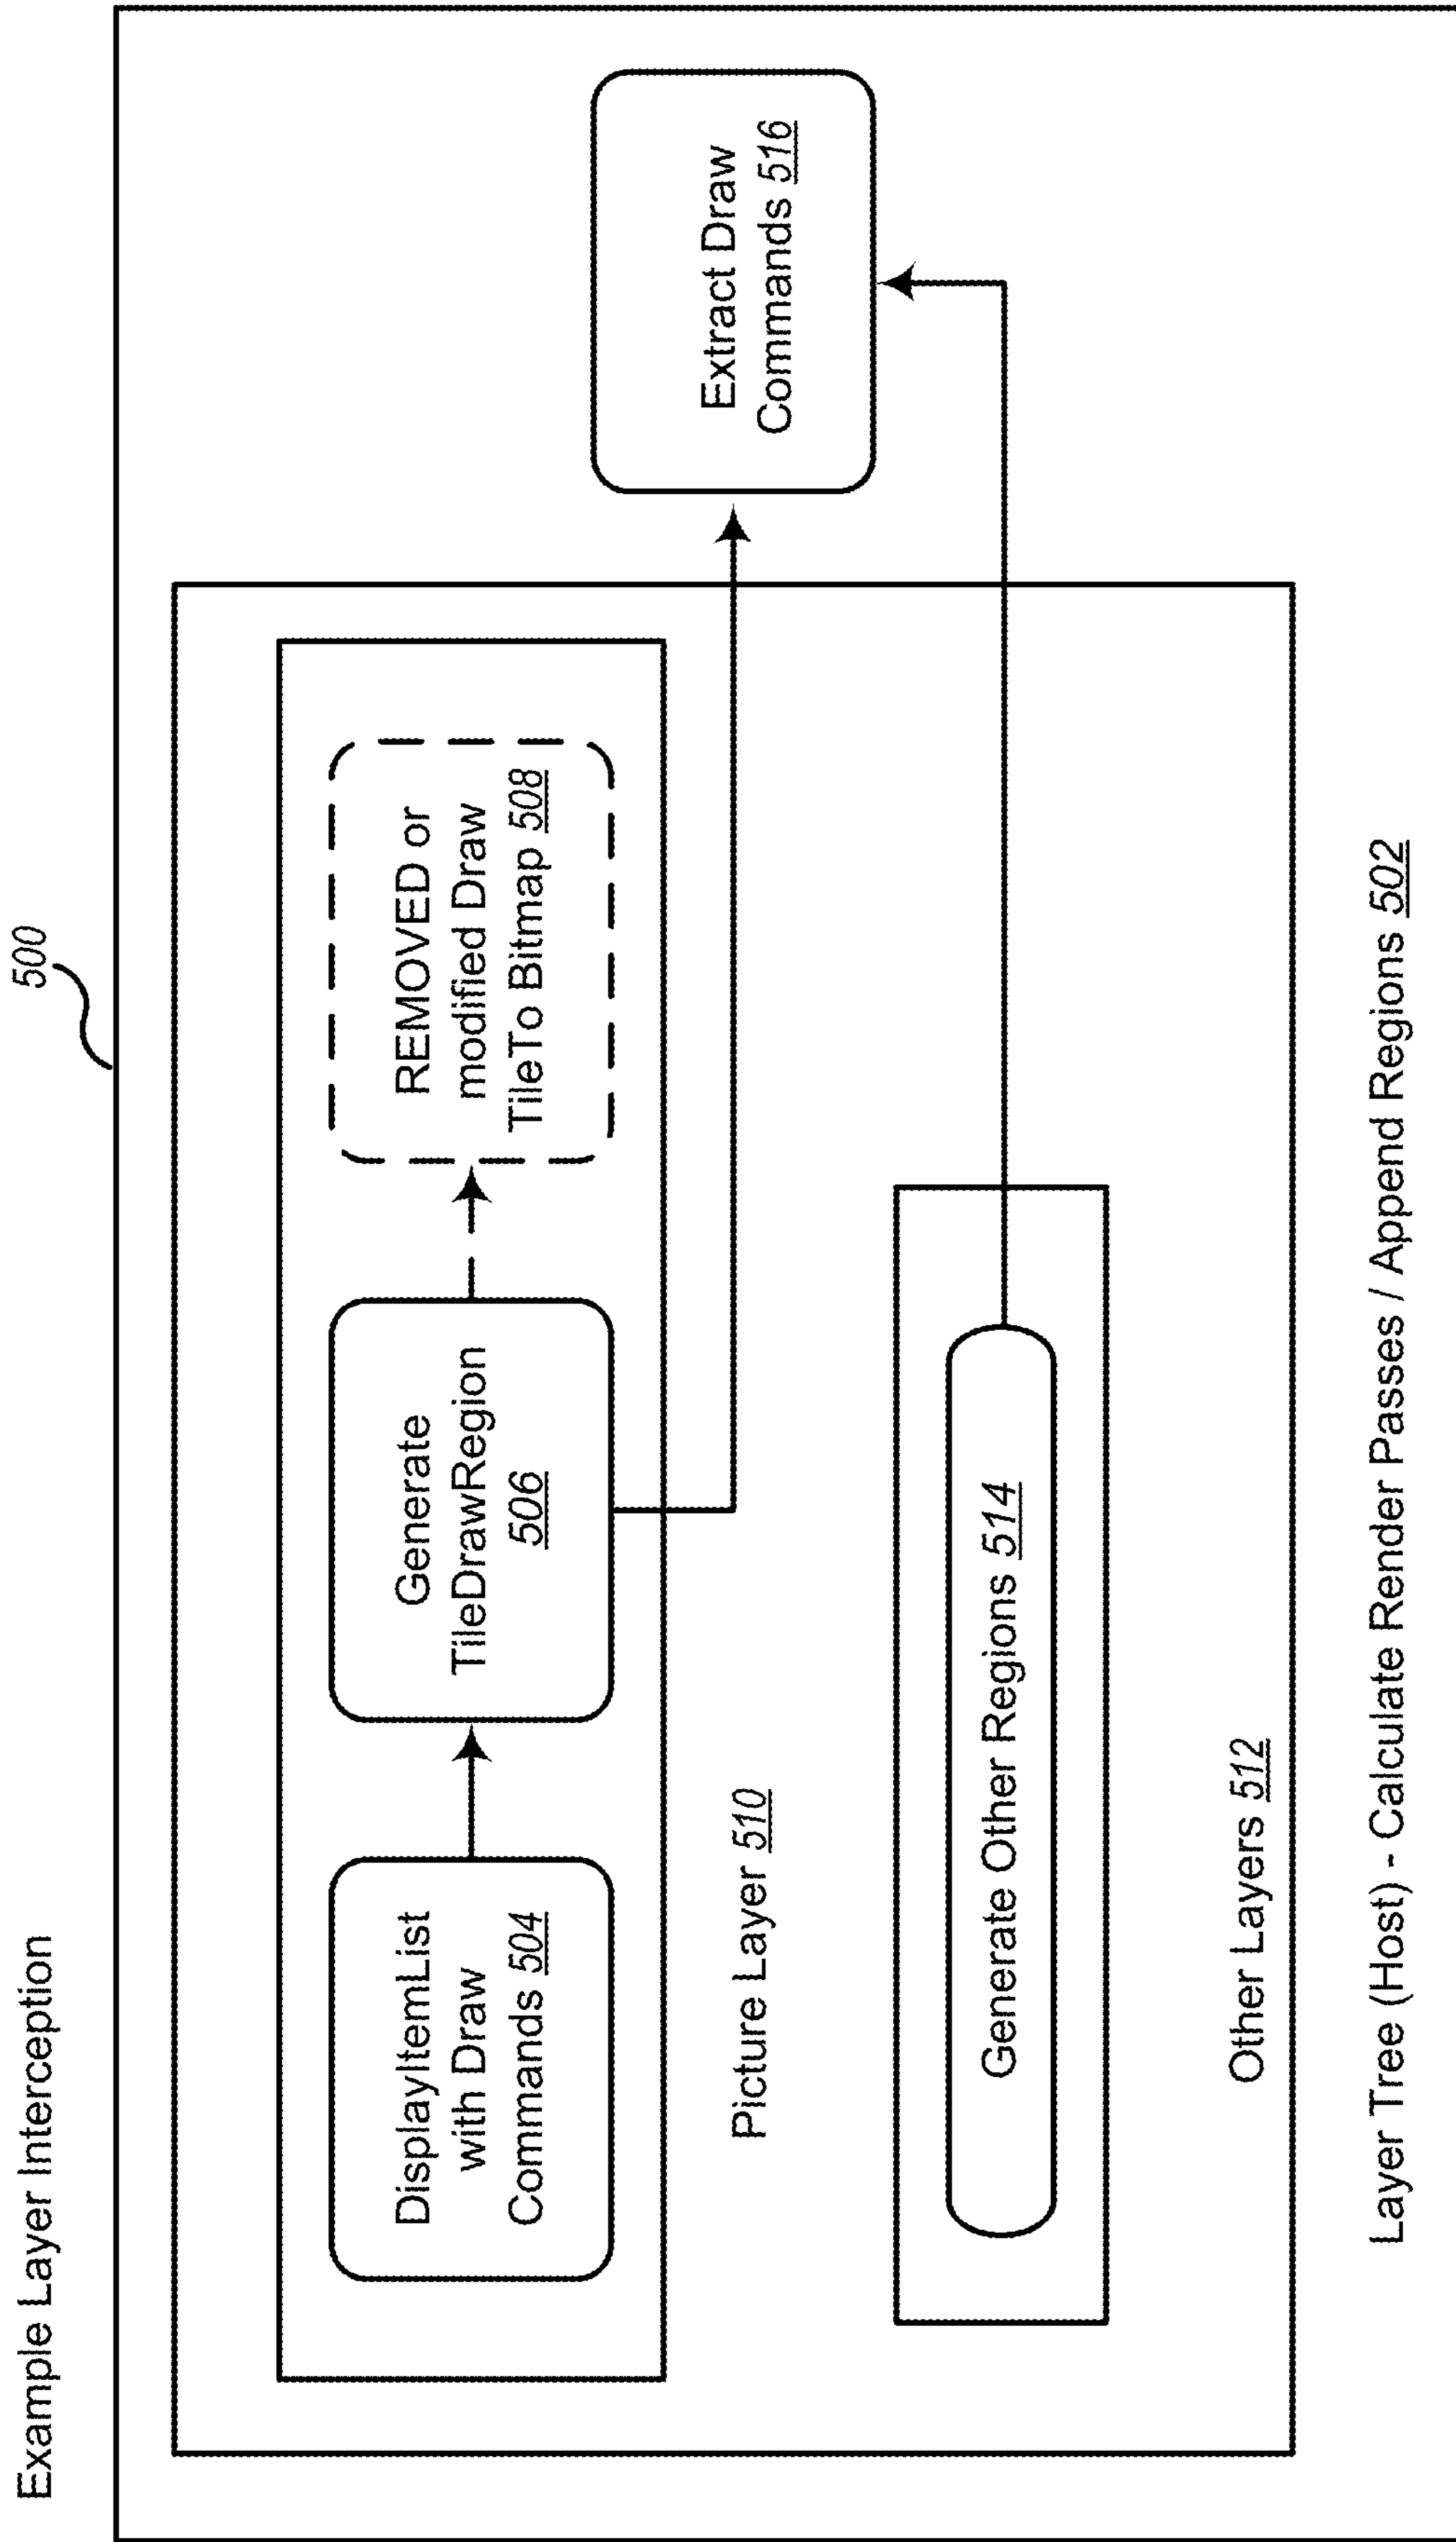 Example Layer Interception
500
DisplayItemList
with Draw
Commands 504
Generate
TileDrawRegion
506
REMOVED or
modified Draw
TileTo Bitmap 508
Extract Draw
Commands 516
Picture Layer 510
Generate Other Regions 514
Other Layers 512
Layer Tree (Host) - Calculate Render Passes / Append Regions 502